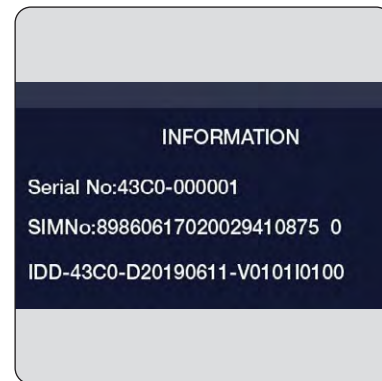 INFORMATION
Serial No:43C0-000001
SIMNo:89860617020029410875 0
IDD-43C0-D20190611-V0101I0100